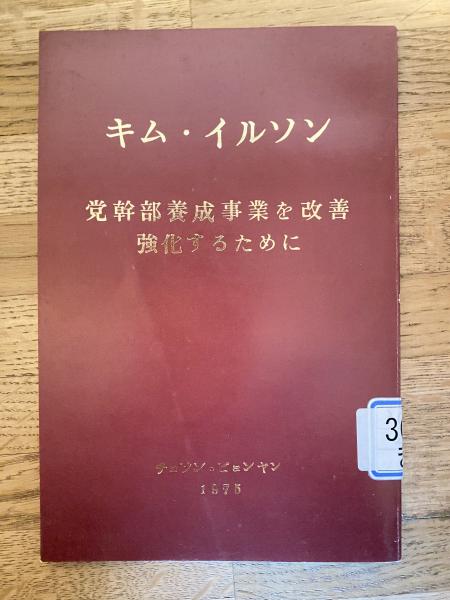 キム・イルソン
党幹部養成事業を改善
強化するために
チョソン・ピョンヤン
1975